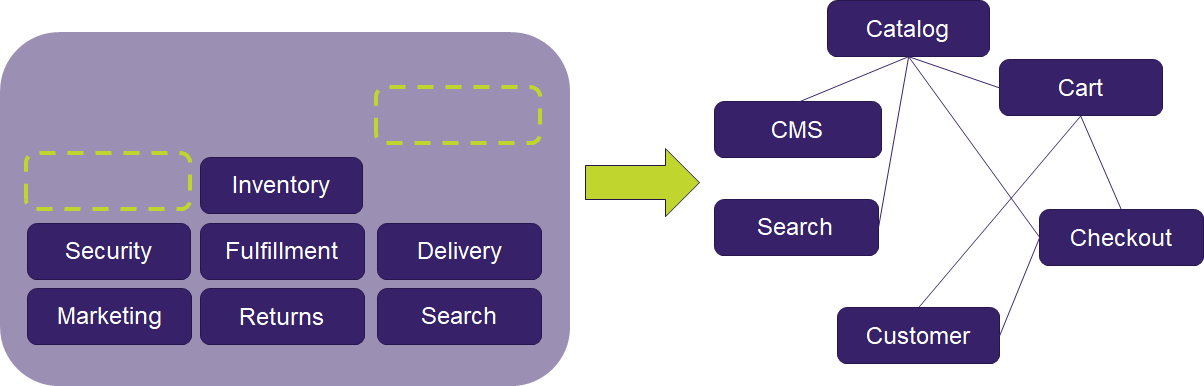 Inventory
Security
Fulfillment
Delivery
Marketing
Returns
Search
Catalog
Cart
CMS
Search
Checkout
Customer